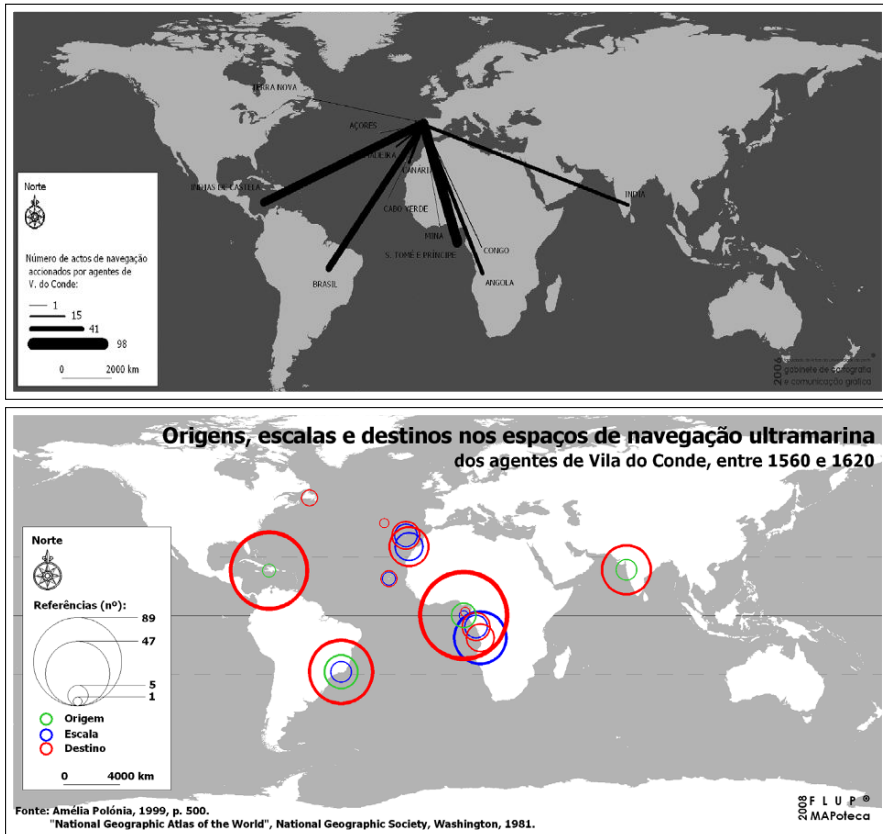 TERRA NOVA
AÇORES
MADEIRA
CANÁRIA
ÍNDIAS DE CASTELA
CABO VERDE
ÍNDIA
MINA
CONGO
S. TOMÉ E PRÍNCIPE
BRASIL
ANGOLA
Norte
Número de actos de navegação
accionados por agentes de
V. do Conde:
1
15
41
98
0 2000 km
2006
gabinete de cartografia
e comunicação gráfica
Origens, escalas e destinos nos espaços de navegação ultramarina
dos agentes de Vila do Conde, entre 1560 e 1620
Norte
Referências (nº):
89
47
5
1
Origem
Escala
Destino
0 4000 km
Fonte: Amélia Polónia, 1999, p. 500.
"National Geographic Atlas of the World", National Geographic Society, Washington, 1981.
2008
F L U P ®
MAPoteca